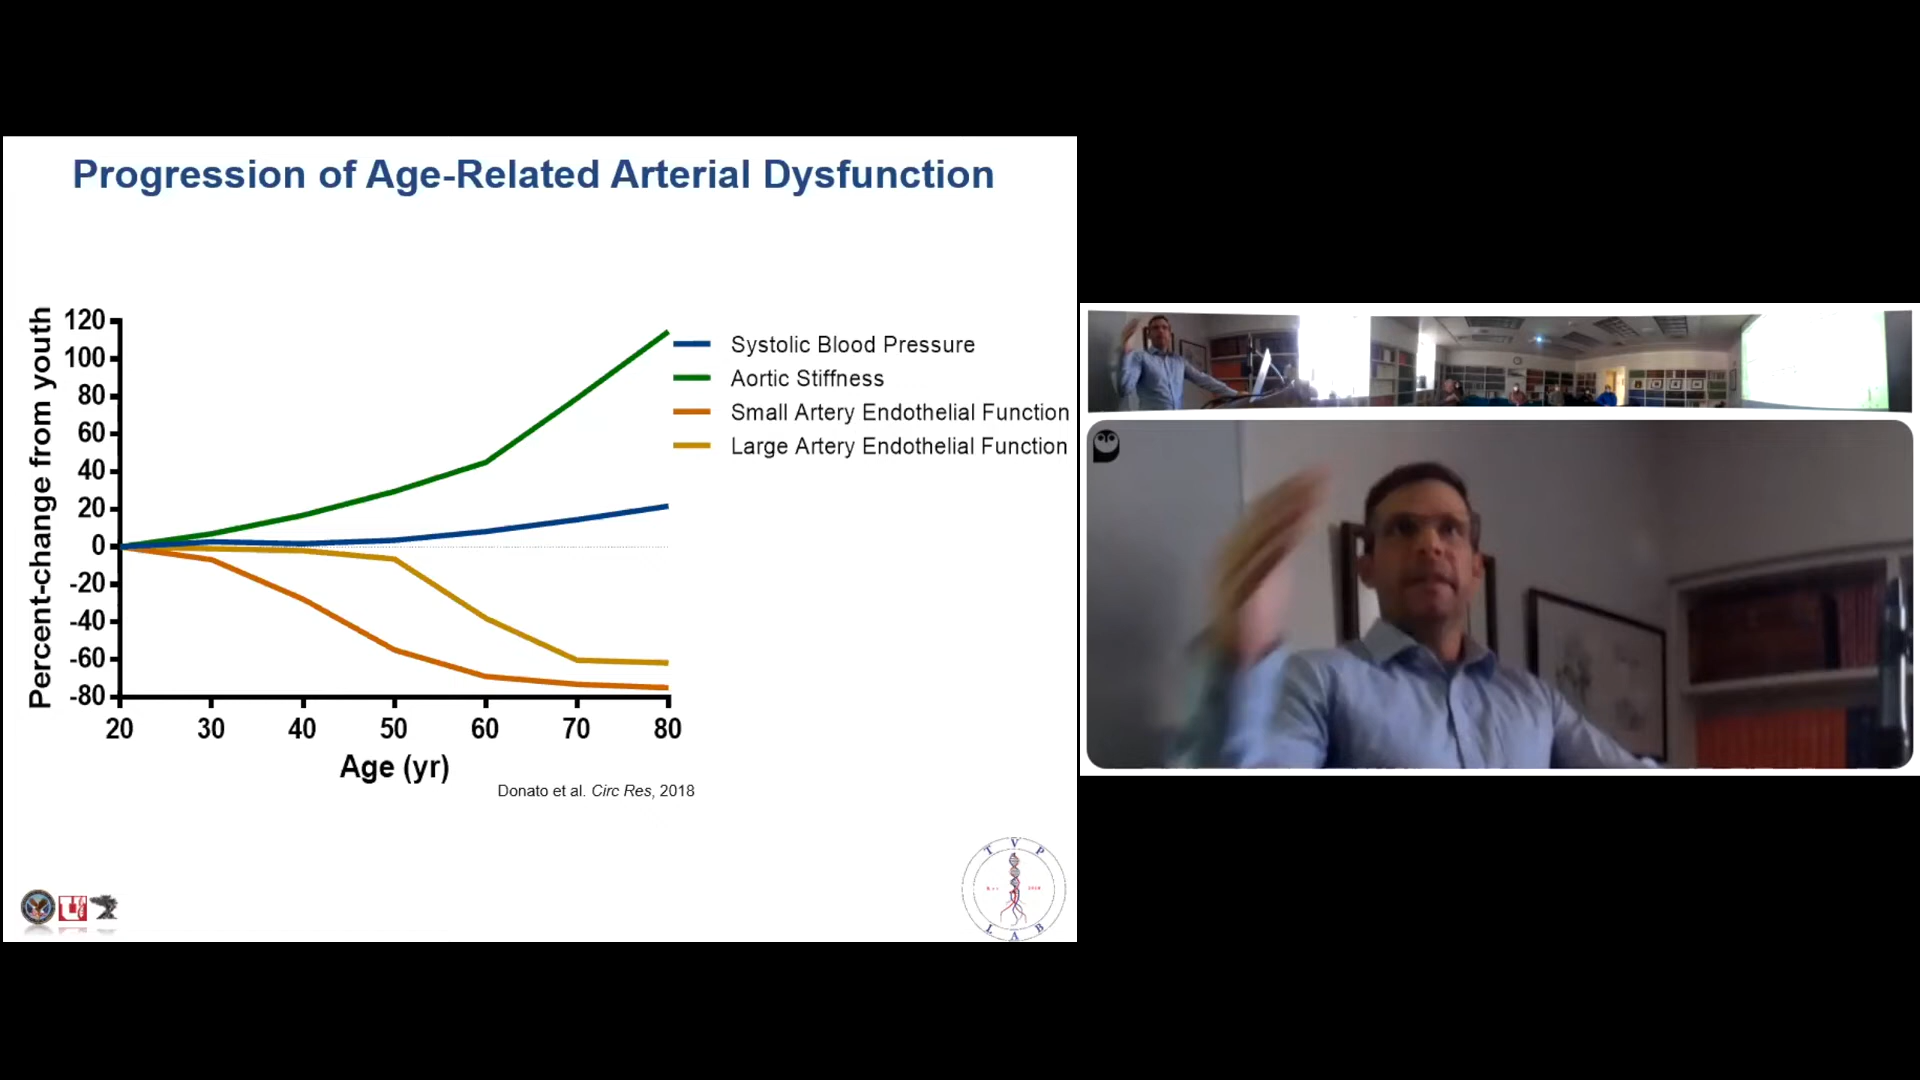 Progression of Age-Related Arterial Dysfunction
Percent-change from youth
120
100
80
60
40
20
0
-20
-40
-60
-80
20 30 40 50 60 70 80
Age (yr)
Systolic Blood Pressure
Aortic Stiffness
Small Artery Endothelial Function
Large Artery Endothelial Function
Donato et al. Circ Res, 2018
U
T V P
L A B